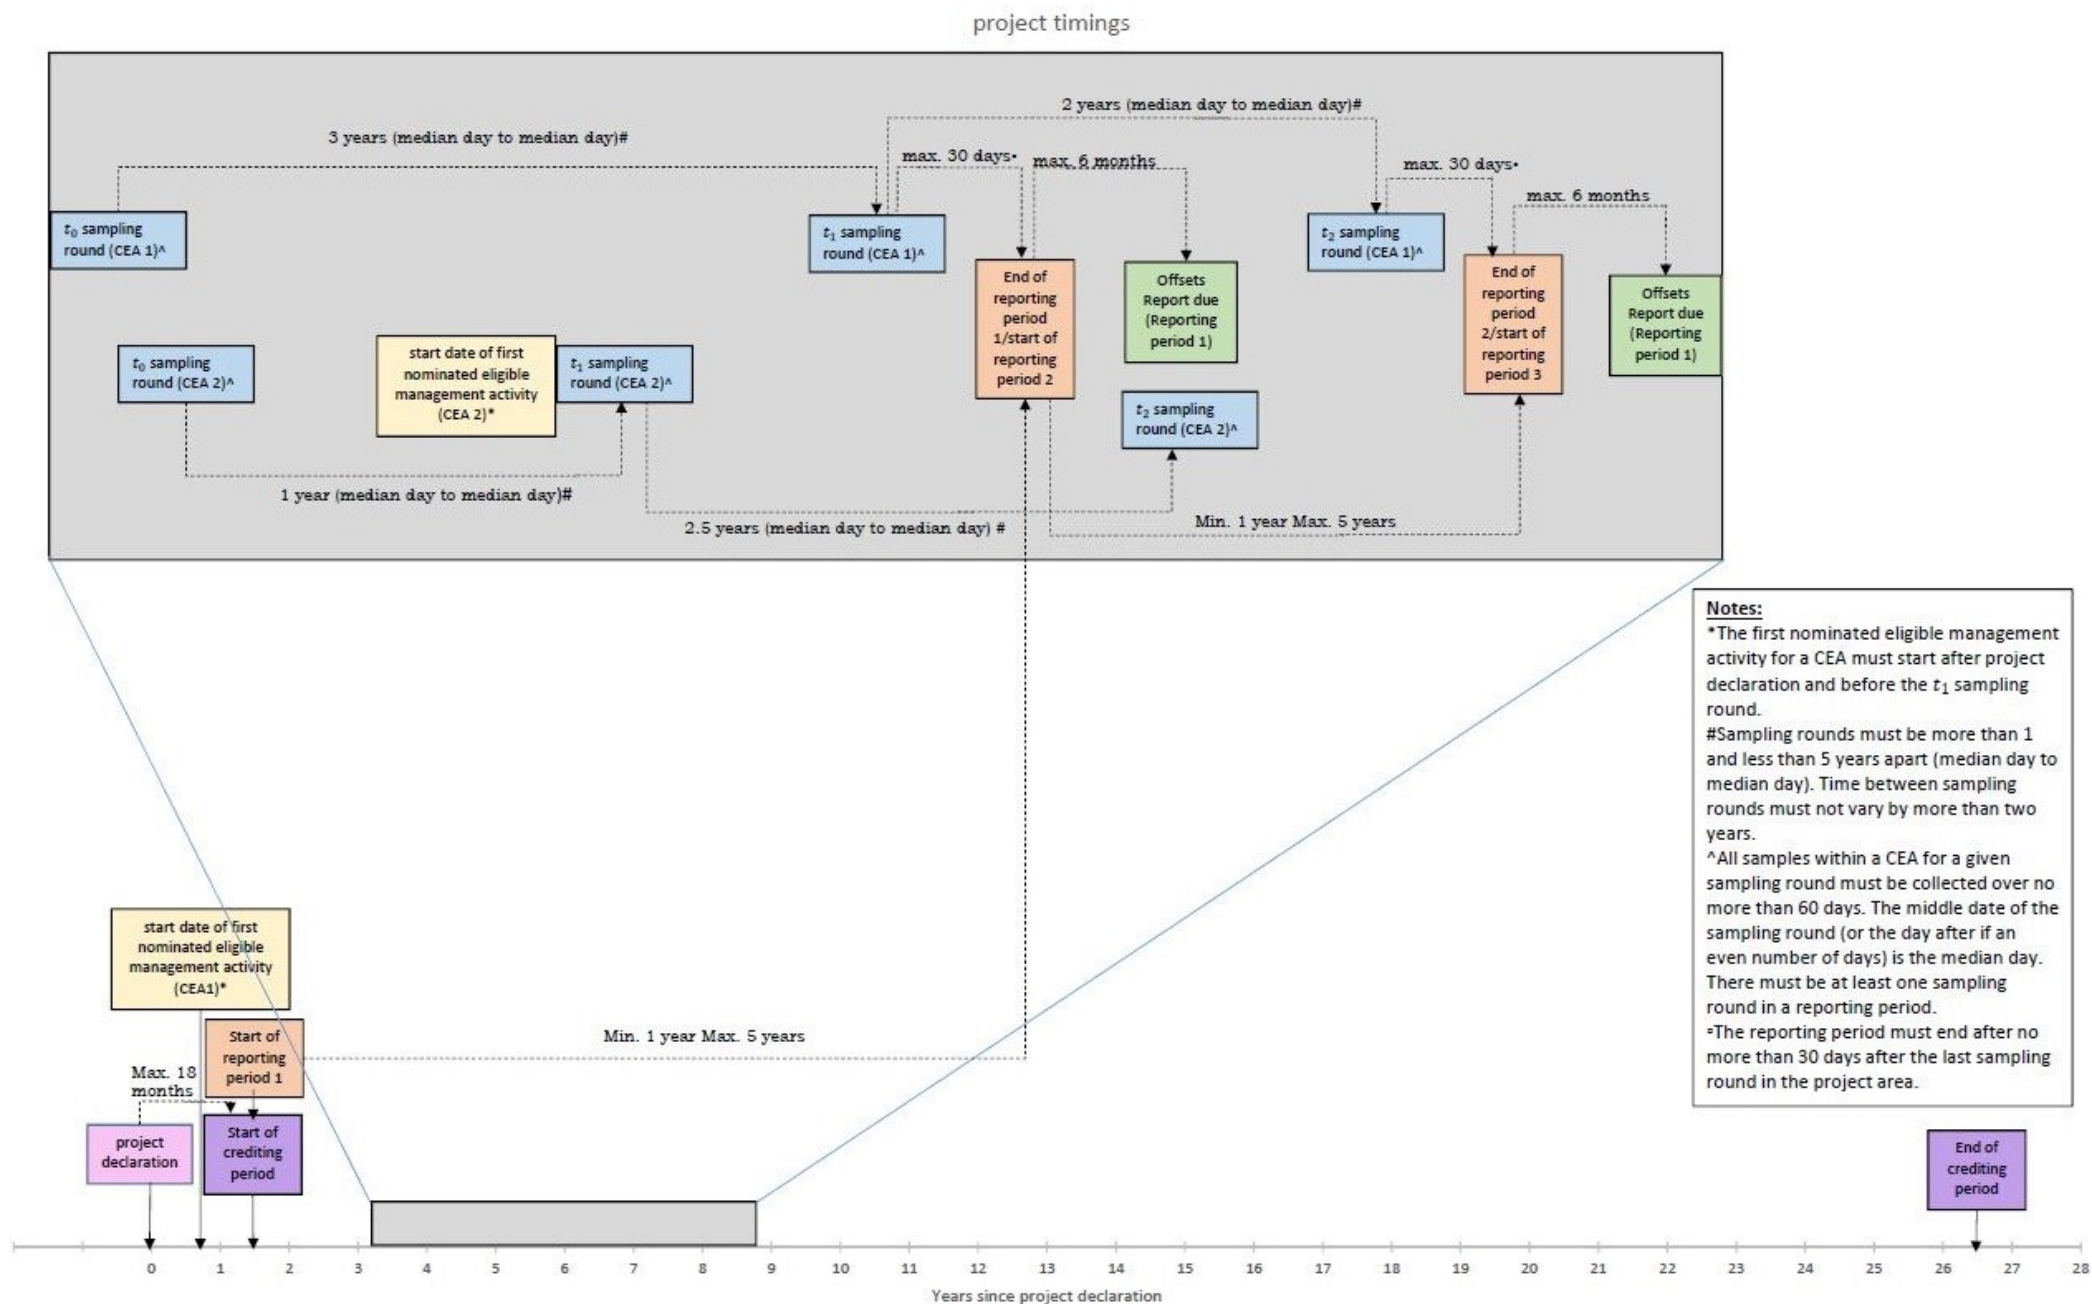 project timings
2 years (median day to median day)#
3 years (median day to median day)#
max. 30 days▫
max. 6 months
max. 30 days▫
max. 6 months
t₀ sampling
round (CEA 1)^
t₁ sampling
round (CEA 1)^
t₂ sampling
round (CEA 1)^
End of
reporting
period
1/start of
reporting
period 2
Offsets
Report due
(Reporting
period 1)
End of
reporting
period
2/start of
reporting
period 3
Offsets
Report due
(Reporting
period 1)
t₀ sampling
round (CEA 2)^
start date of first
nominated eligible
management activity
(CEA 2)*
t₁ sampling
round (CEA 2)^
t₂ sampling
round (CEA 2)^
1 year (median day to median day)#
2.5 years (median day to median day) #
Min. 1 year Max. 5 years
Notes:
*The first nominated eligible management
activity for a CEA must start after project
declaration and before the t₁ sampling
round.
#Sampling rounds must be more than 1
and less than 5 years apart (median day to
median day). Time between sampling
rounds must not vary by more than two
years.
^All samples within a CEA for a given
sampling round must be collected over no
more than 60 days. The middle date of the
sampling round (or the day after if an
even number of days) is the median day.
There must be at least one sampling
round in a reporting period.
▫The reporting period must end after no
more than 30 days after the last sampling
round in the project area.
start date of first
nominated eligible
management activity
(CEA1)*
Start of
reporting
period 1
Min. 1 year Max. 5 years
Max. 18
months
project
declaration
Start of
crediting
period
End of
crediting
period
0 1 2 3 4 5 6 7 8 9 10 11 12 13 14 15 16 17 18 19 20 21 22 23 24 25 26 27 28
Years since project declaration